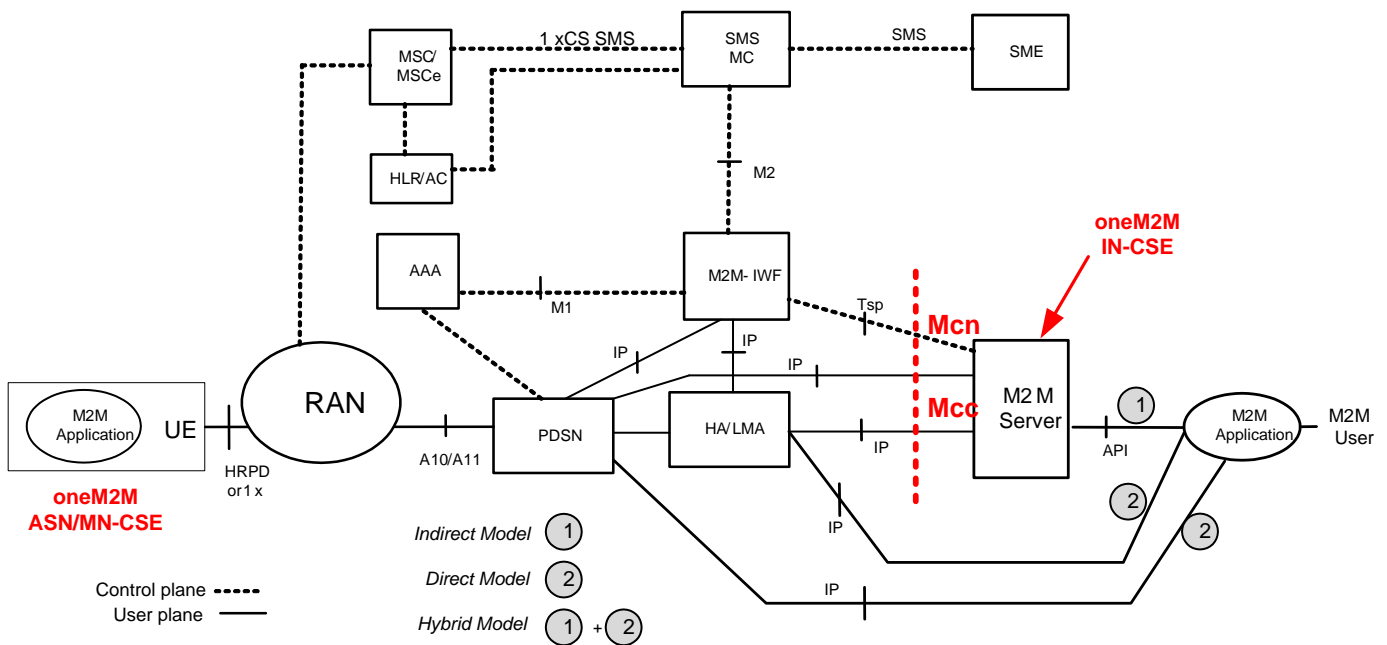 1 xCS SMS
SMS
MSC/
MSCe
SMS
MC
SME
HLR/AC
M2
oneM2M
IN-CSE
AAA
M2M- IWF
M1
Tsp
Mcn
IP
IP
IP
M2M
Application
UE
RAN
PDSN
HA/LMA
Mcc
M2 M
Server
1
M2M
Application
M2M
User
HRPD
or 1 x
A10/A11
IP
API
oneM2M
ASN/MN-CSE
Indirect Model 1
IP
2
2
Direct Model 2
Control plane
User plane
IP
Hybrid Model 1 + 2